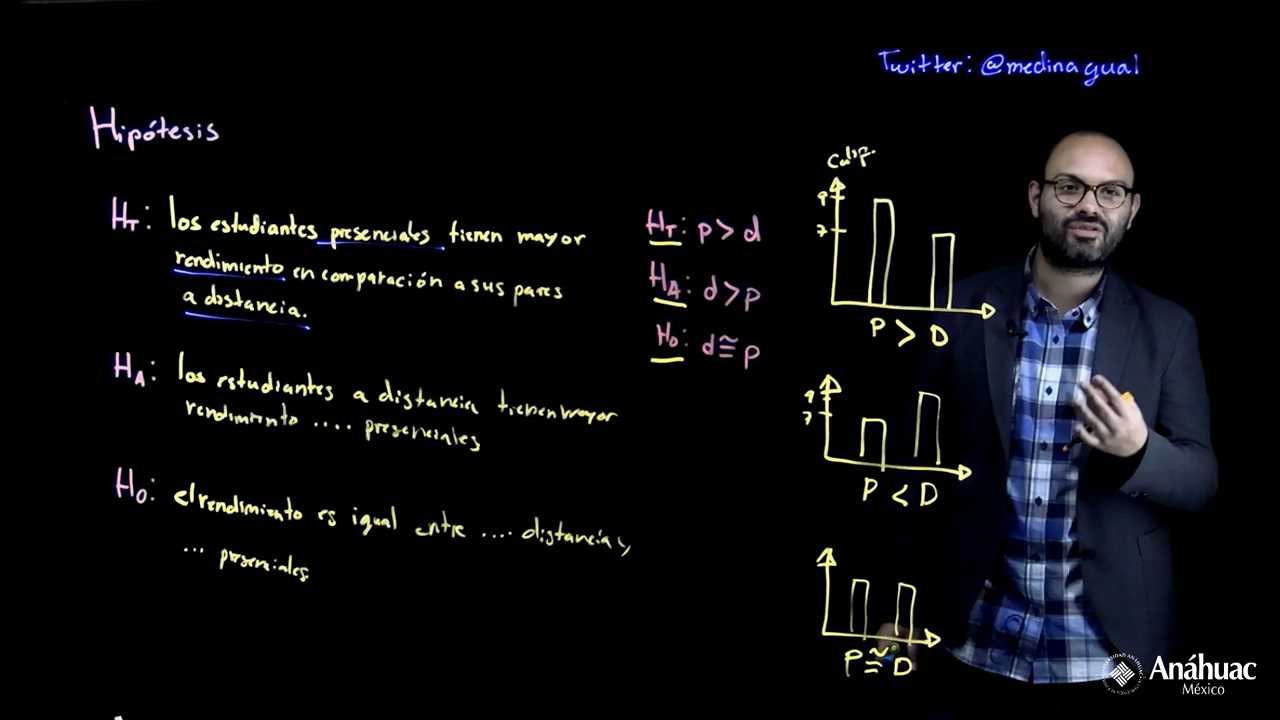 Twitter: @medinagual
Hipótesis
HT: los estudiantes presenciales tienen mayor
rendimiento en comparación a sus pares
a distancia.
HA: los estudiantes a distancia tienen mayor
rendimiento .... presenciales
H0: el rendimiento es igual entre .... distancia y
... presenciales
HT: p > d
HA: d > p
H0: d ≅ p
Calif.
9
7
P > D
9
7
P < D
P ≅ D
Anáhuac
México